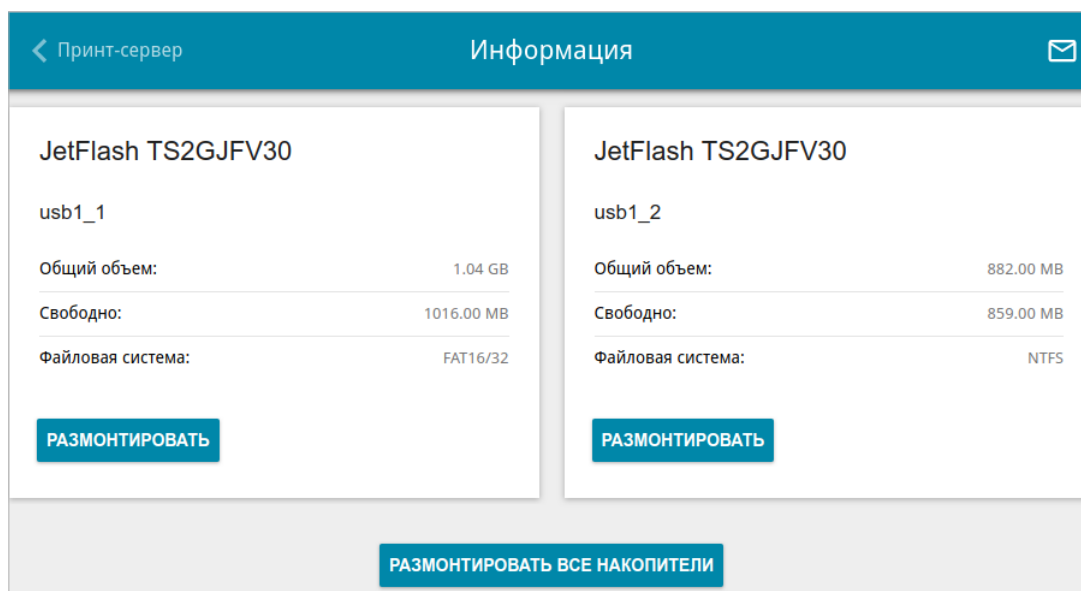 Принт-сервер
Информация
JetFlash TS2GJFV30
usb1_1
Общий объем: 1.04 GB
Свободно: 1016.00 MB
Файловая система: FAT16/32
РАЗМОНТИРОВАТЬ
JetFlash TS2GJFV30
usb1_2
Общий объем: 882.00 MB
Свободно: 859.00 MB
Файловая система: NTFS
РАЗМОНТИРОВАТЬ
РАЗМОНТИРОВАТЬ ВСЕ НАКОПИТЕЛИ